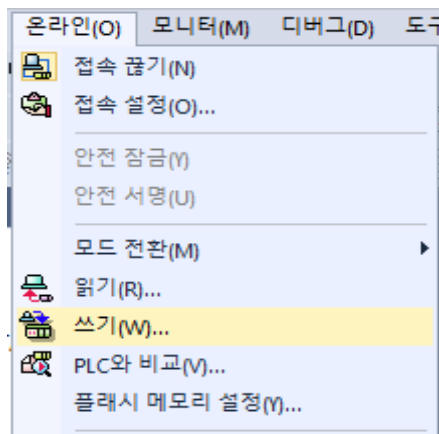 온라인(O) 모니터(M) 디버그(D)
접속 끊기(N)
접속 설정(O)...
안전 잠금(Y)
안전 서명(U)
모드 전환(M)
읽기(R)...
쓰기(W)...
PLC와 비교(V)...
플래시 메모리 설정(Y)...